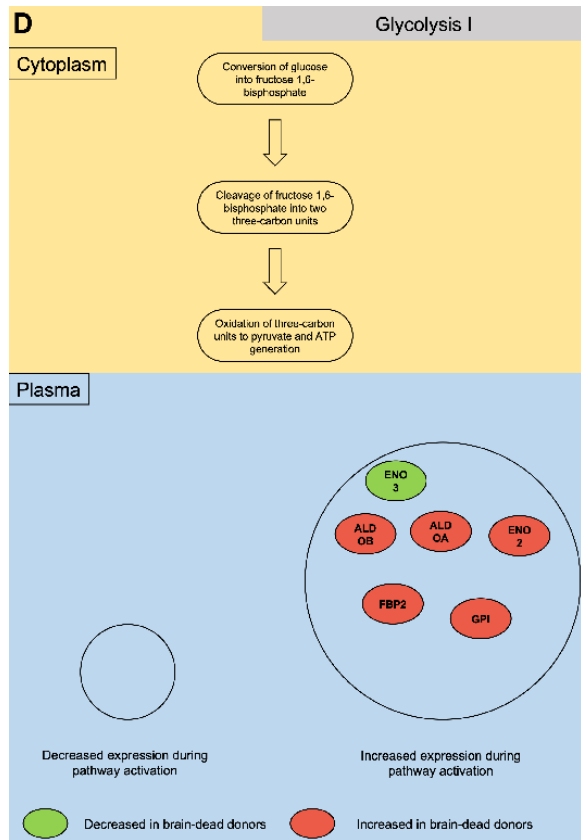 D
Glycolysis I
Cytoplasm
Conversion of glucose
into fructose 1,6-
bisphosphate
Cleavage of fructose 1,6-
bisphosphate into two
three-carbon units
Oxidation of three-carbon
units to pyruvate and ATP
generation
Plasma
ENO
3
ALD
OB
ALD
OA
ENO
2
FBP2
GPI
Decreased expression during
pathway activation
Increased expression during
pathway activation
Decreased in brain-dead donors
Increased in brain-dead donors